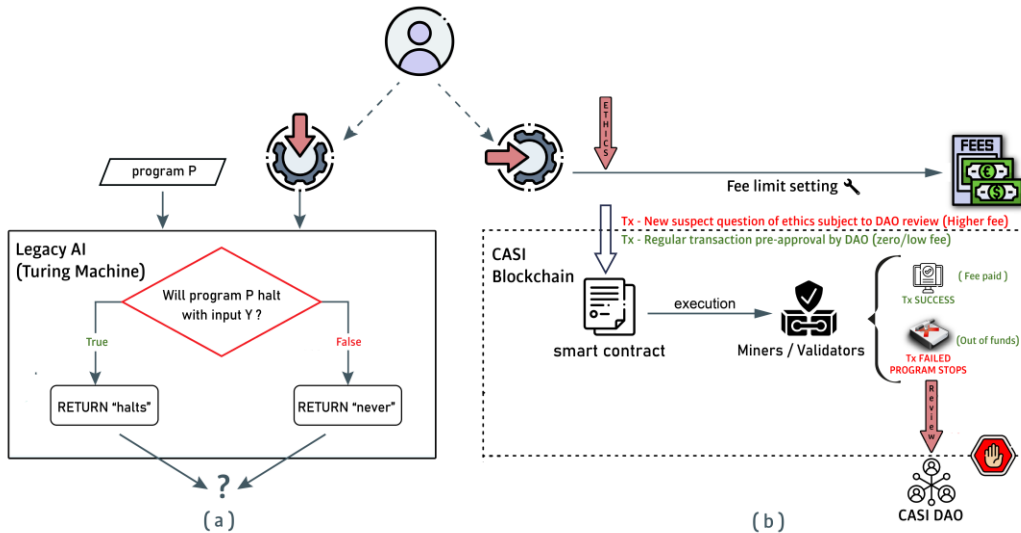 program P
Legacy AI
(Turing Machine)
Will program P halt
with input Y ?
True
False
RETURN “halts”
RETURN “never”
?
( a )
ETHICS
FEES
€
$
Fee limit setting
Tx - New suspect question of ethics subject to DAO review (Higher fee)
Tx - Regular transaction pre-approval by DAO (zero/low fee)
CASI
Blockchain
smart contract
execution
Miners / Validators
( Fee paid )
Tx SUCCESS
(Out of funds)
Tx FAILED
PROGRAM STOPS
Review
CASI DAO
( b )